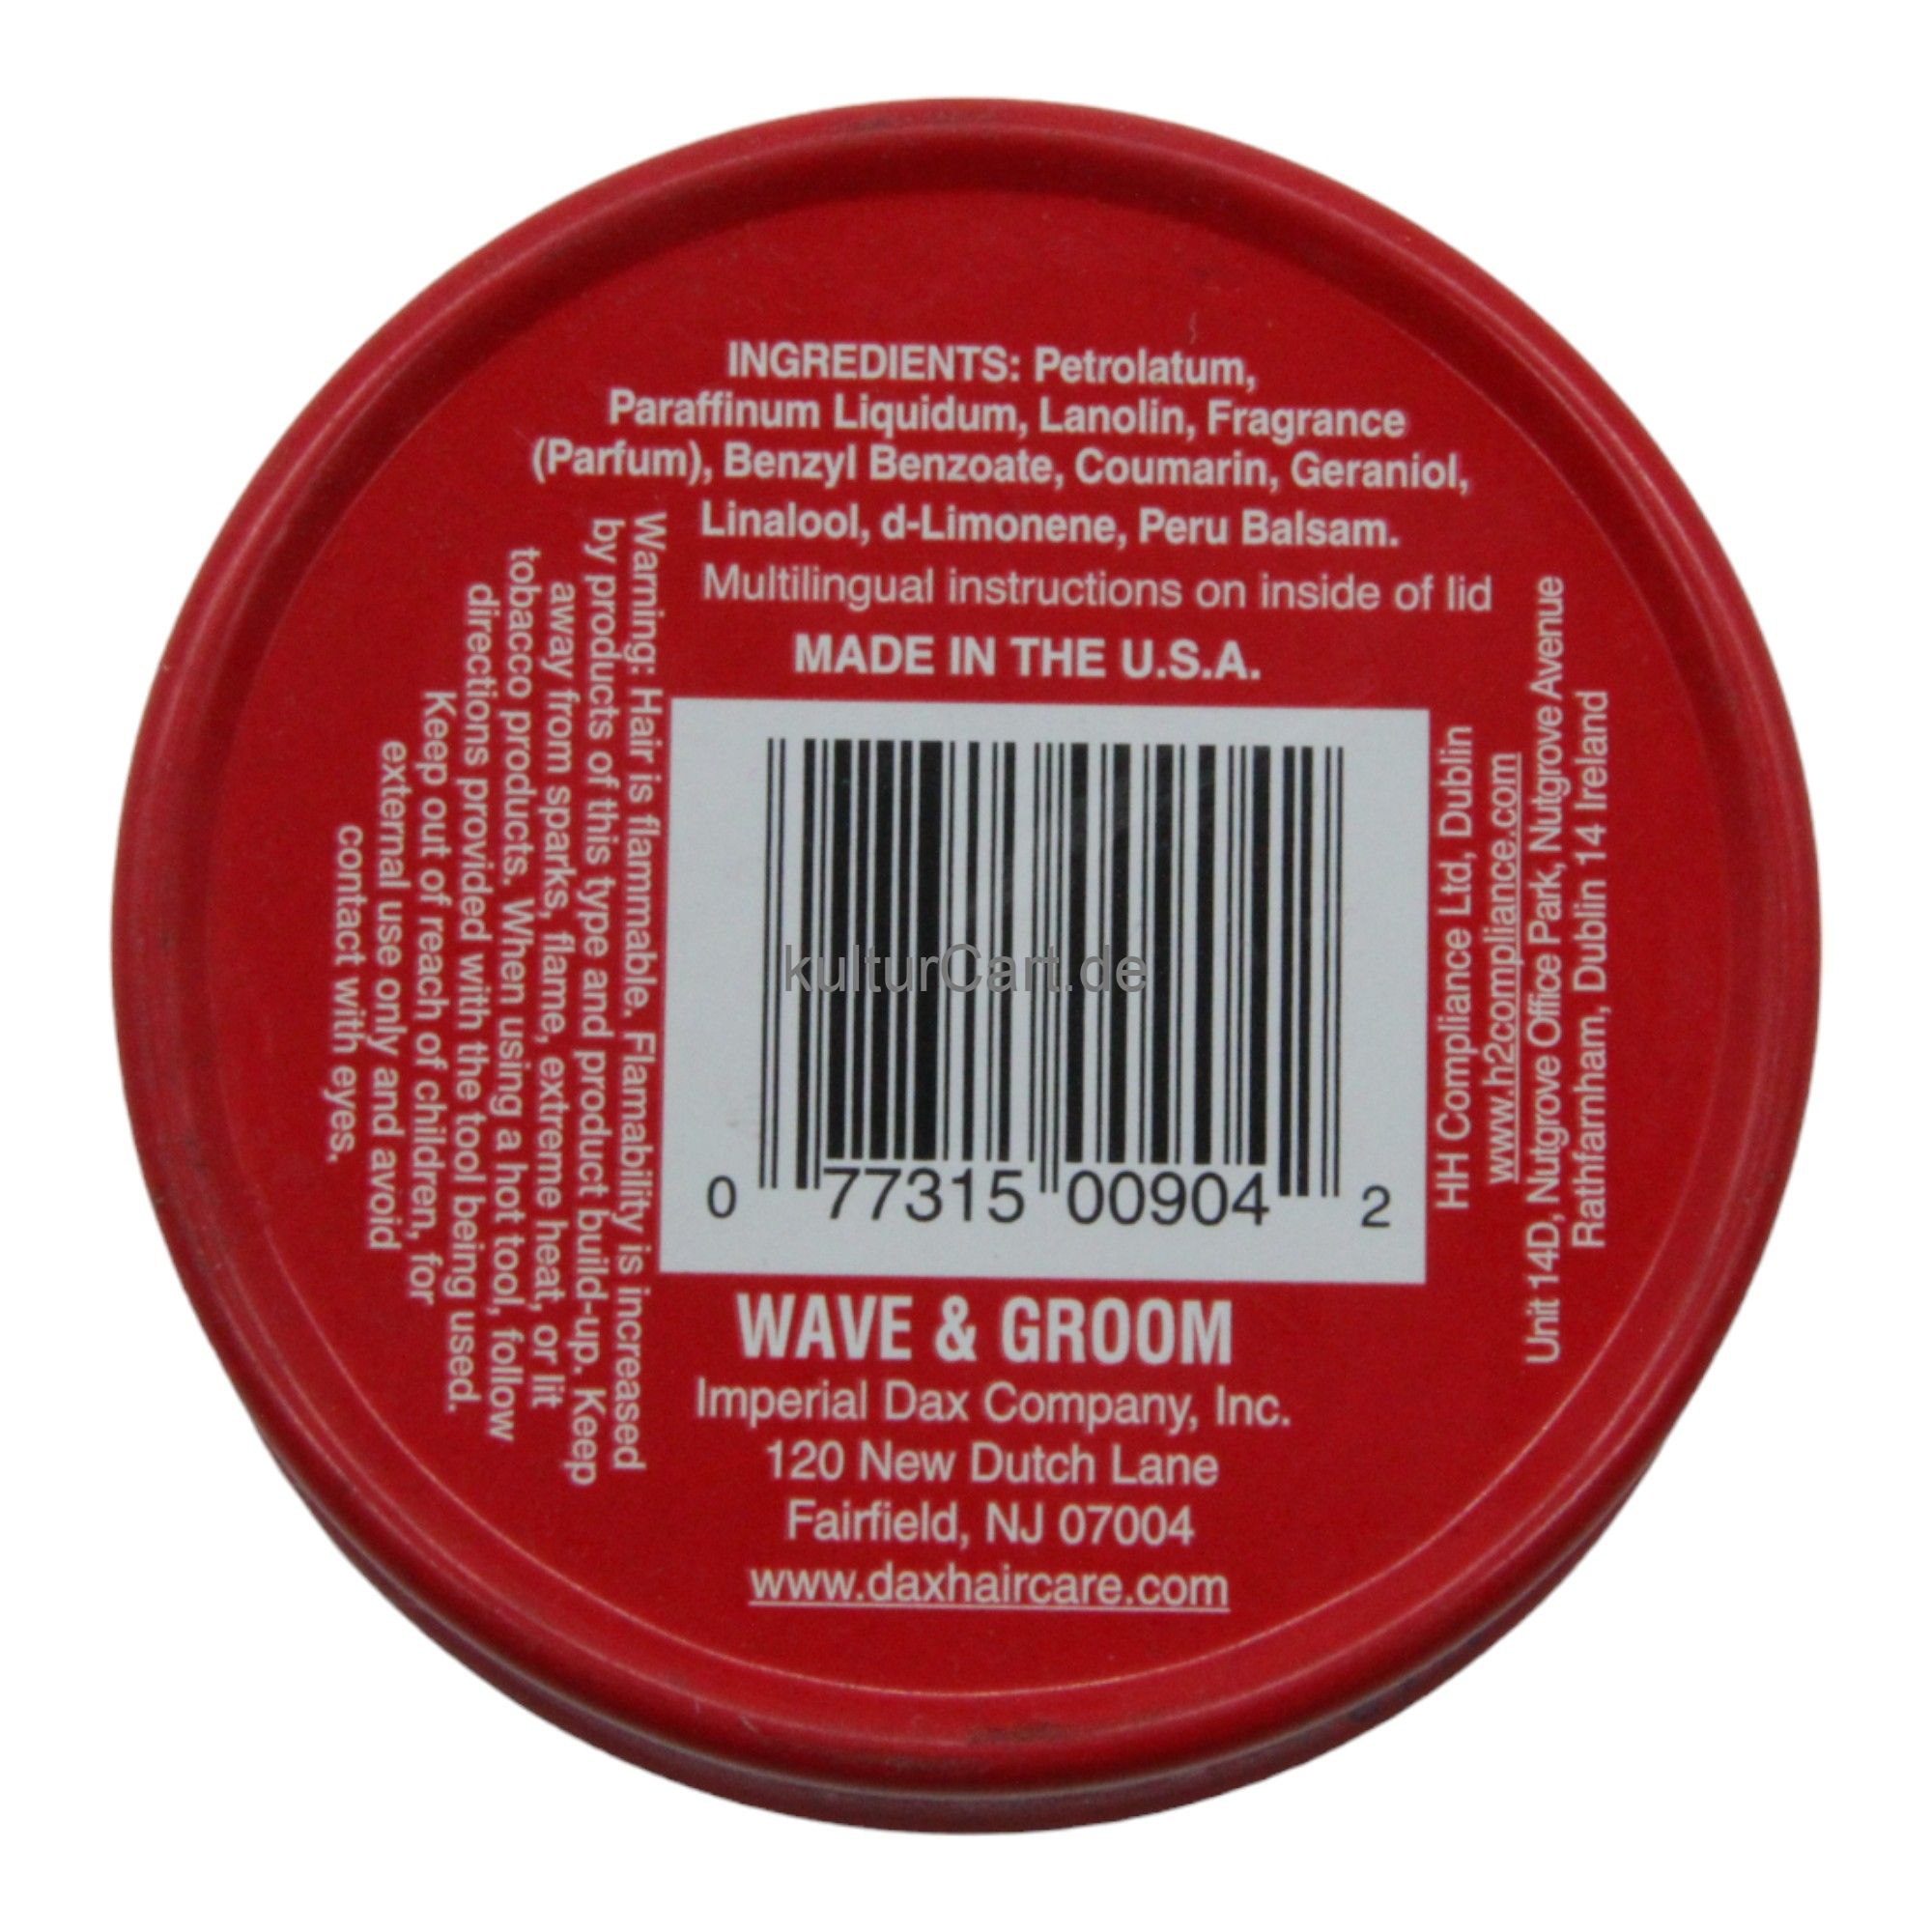 INGREDIENTS: Petrolatum,
Paraffinum Liquidum, Lanolin, Fragrance
(Parfum), Benzyl Benzoate, Coumarin, Geraniol,
Linalool, d-Limonene, Peru Balsam.
Multilingual instructions on inside of lid
MADE IN THE U.S.A.
Warning: Hair is flammable. Flamability is increased
by products of this type and product build-up. Keep
away from sparks, flame, extreme heat, or lit
tobacco products. When using a hot tool, follow
directions provided with the tool being used.
Keep out of reach of children, for
external use only and avoid
contact with eyes.
kulturCart.de
0 77315 00904 2
HH Compliance Ltd, Dublin
www.h2compliance.com
Unit 14D, Nutgrove Office Park, Nutgrove Avenue
Rathfarnham, Dublin 14 Ireland
WAVE & GROOM
Imperial Dax Company, Inc.
120 New Dutch Lane
Fairfield, NJ 07004
www.daxhaircare.com